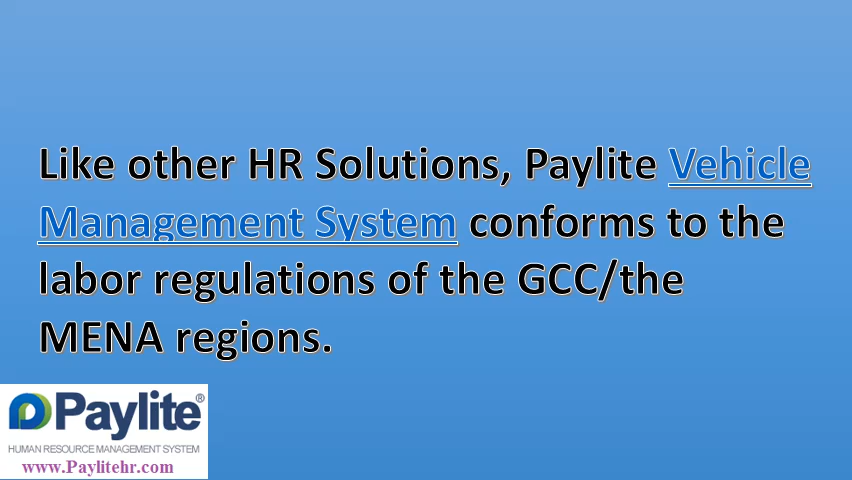 Like other HR Solutions, Paylite Vehicle
Management System conforms to the
labor regulations of the GCC/the
MENA regions.
Paylite®
HUMAN RESOURCE MANAGEMENT SYSTEM
www.Paylitehr.com